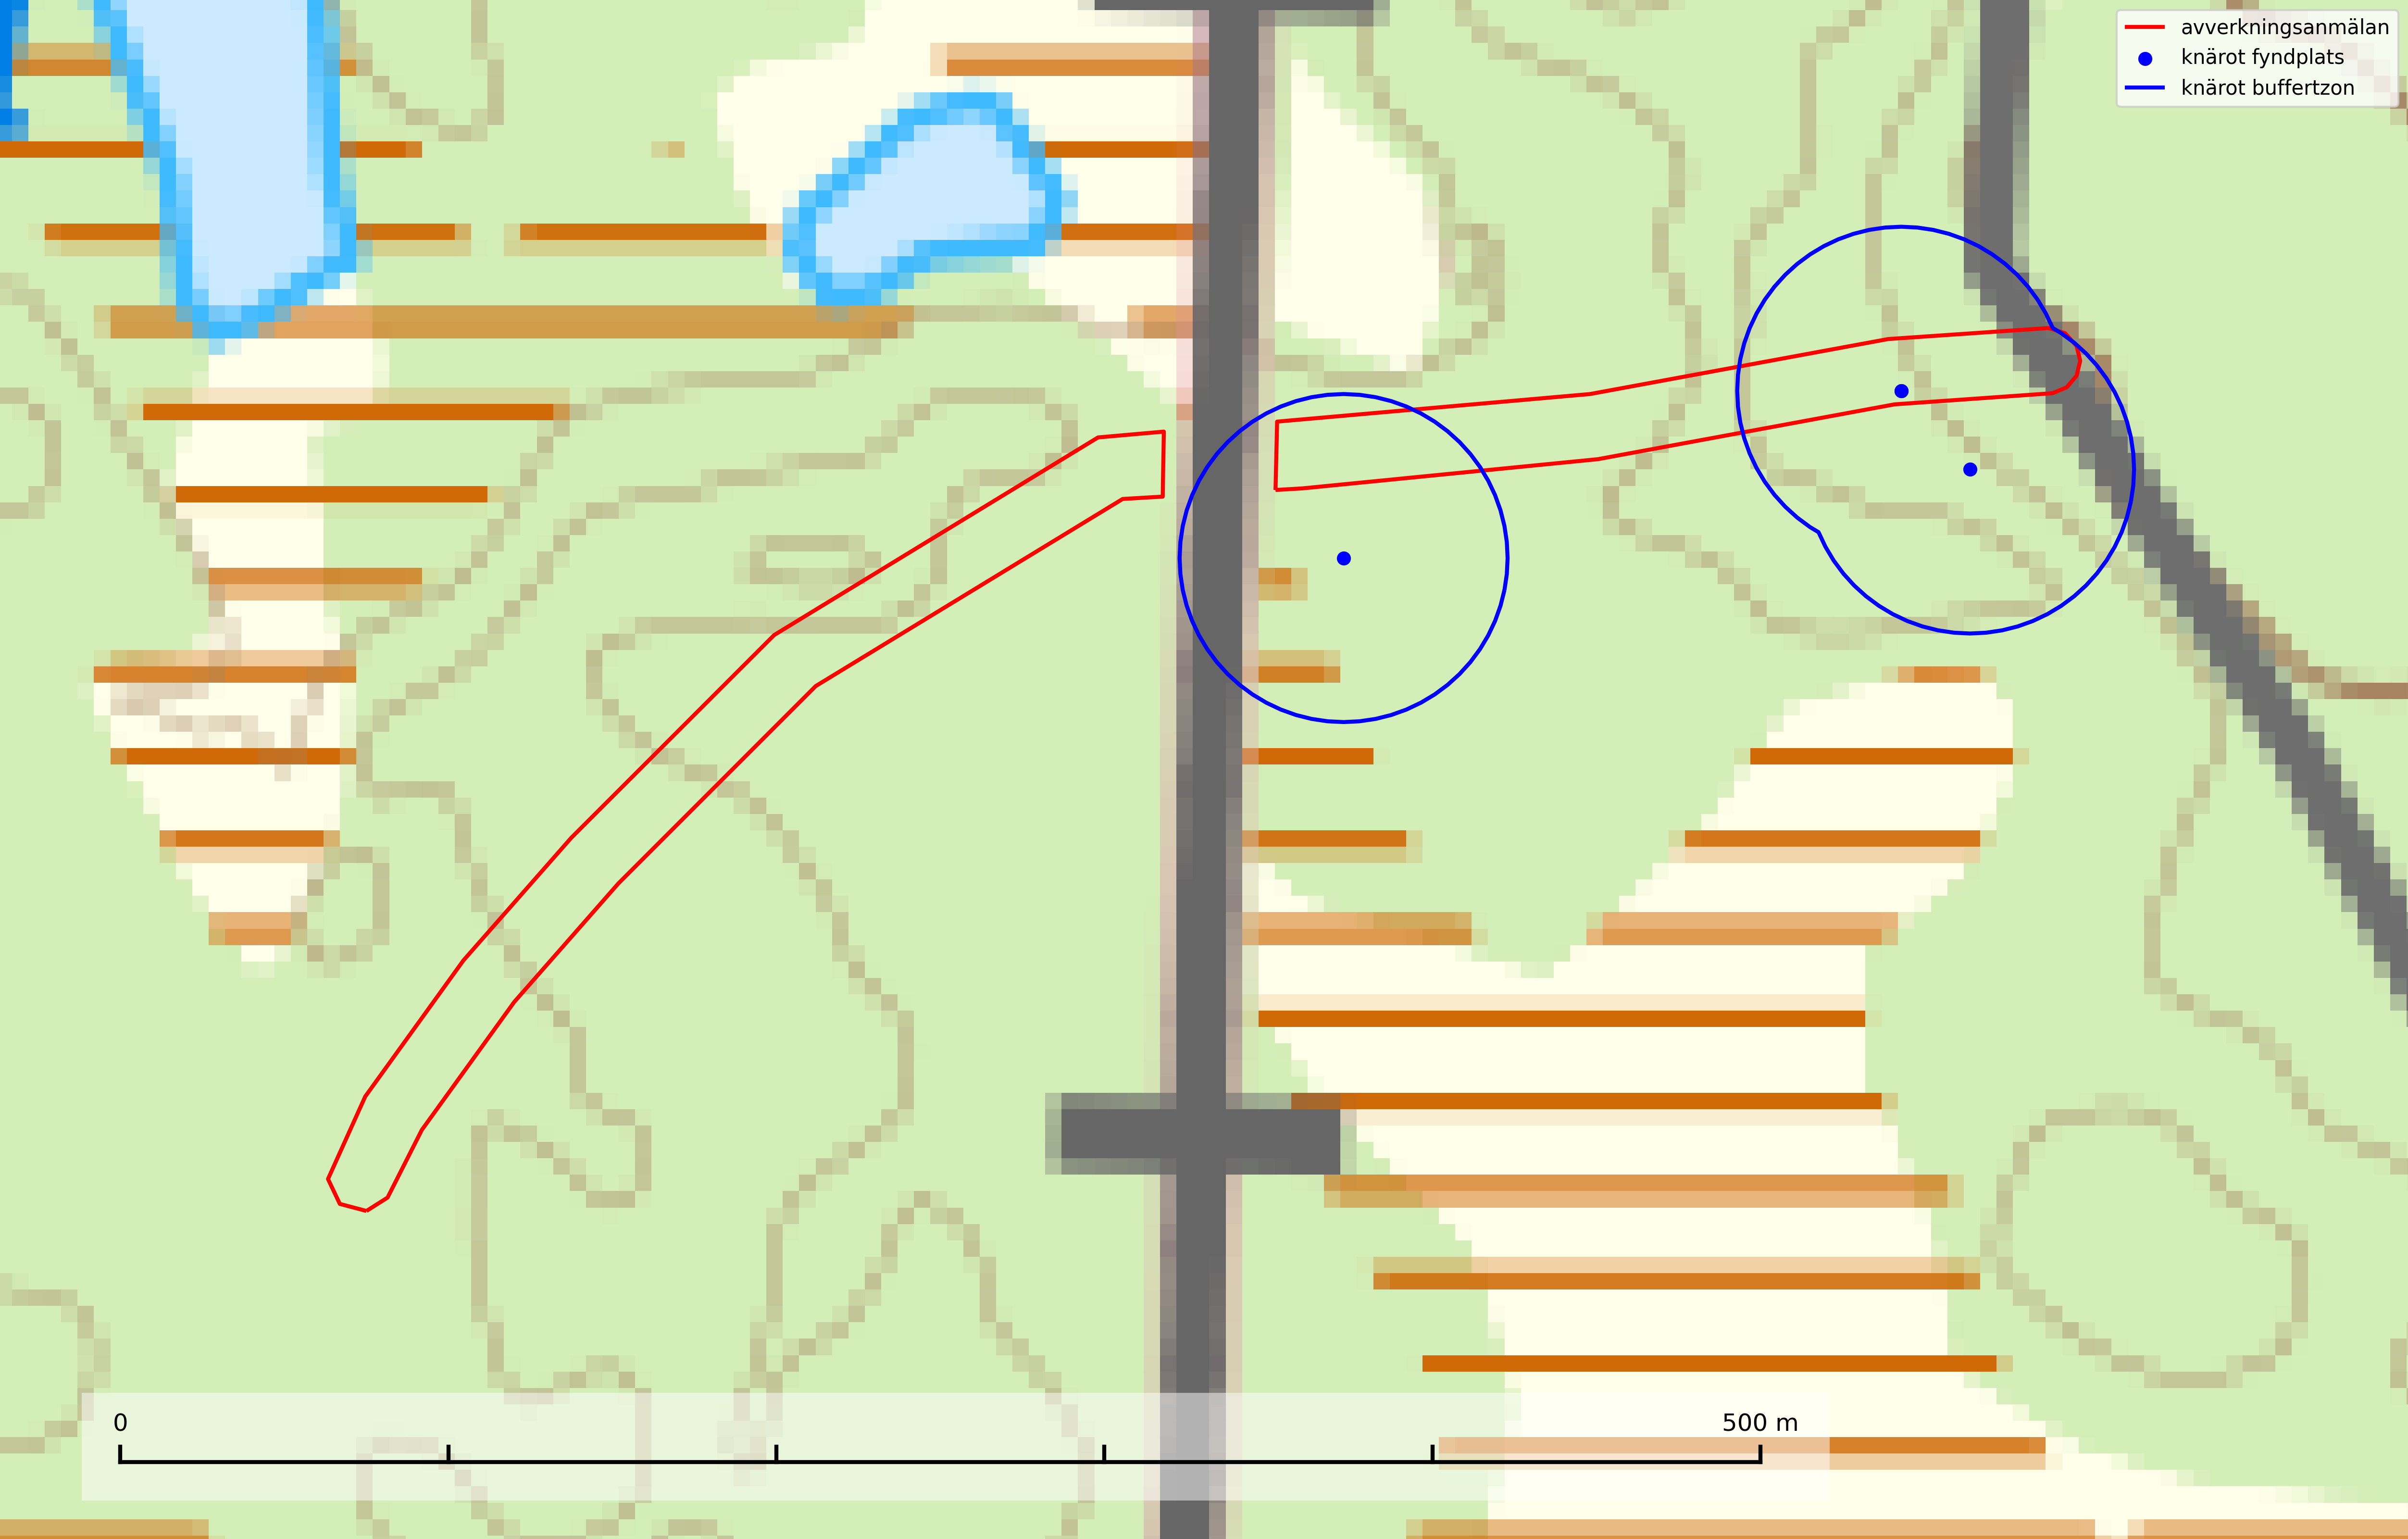 avverkningsanmälan
knärot fyndplats
knärot buffertzon
0
500 m